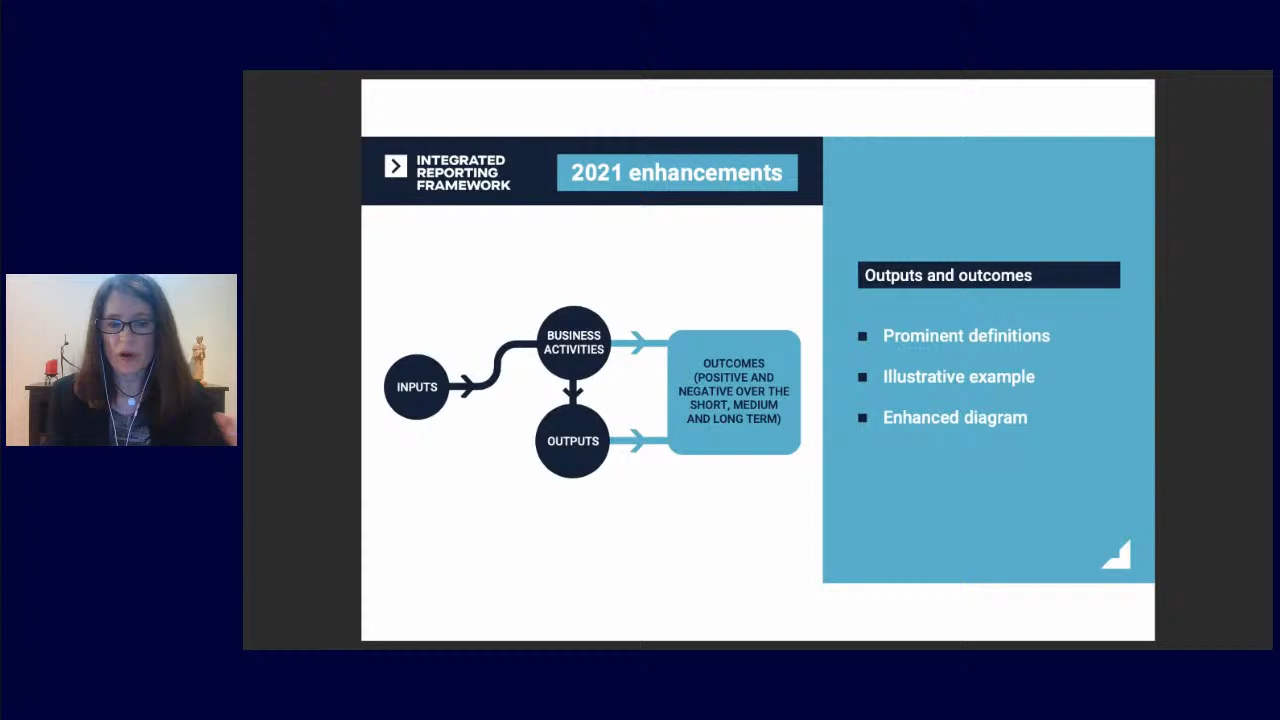 INTEGRATED
REPORTING
FRAMEWORK
2021 enhancements
INPUTS
BUSINESS
ACTIVITIES
OUTPUTS
OUTCOMES
(POSITIVE AND
NEGATIVE OVER THE
SHORT, MEDIUM
AND LONG TERM)
Outputs and outcomes
Prominent definitions
Illustrative example
Enhanced diagram